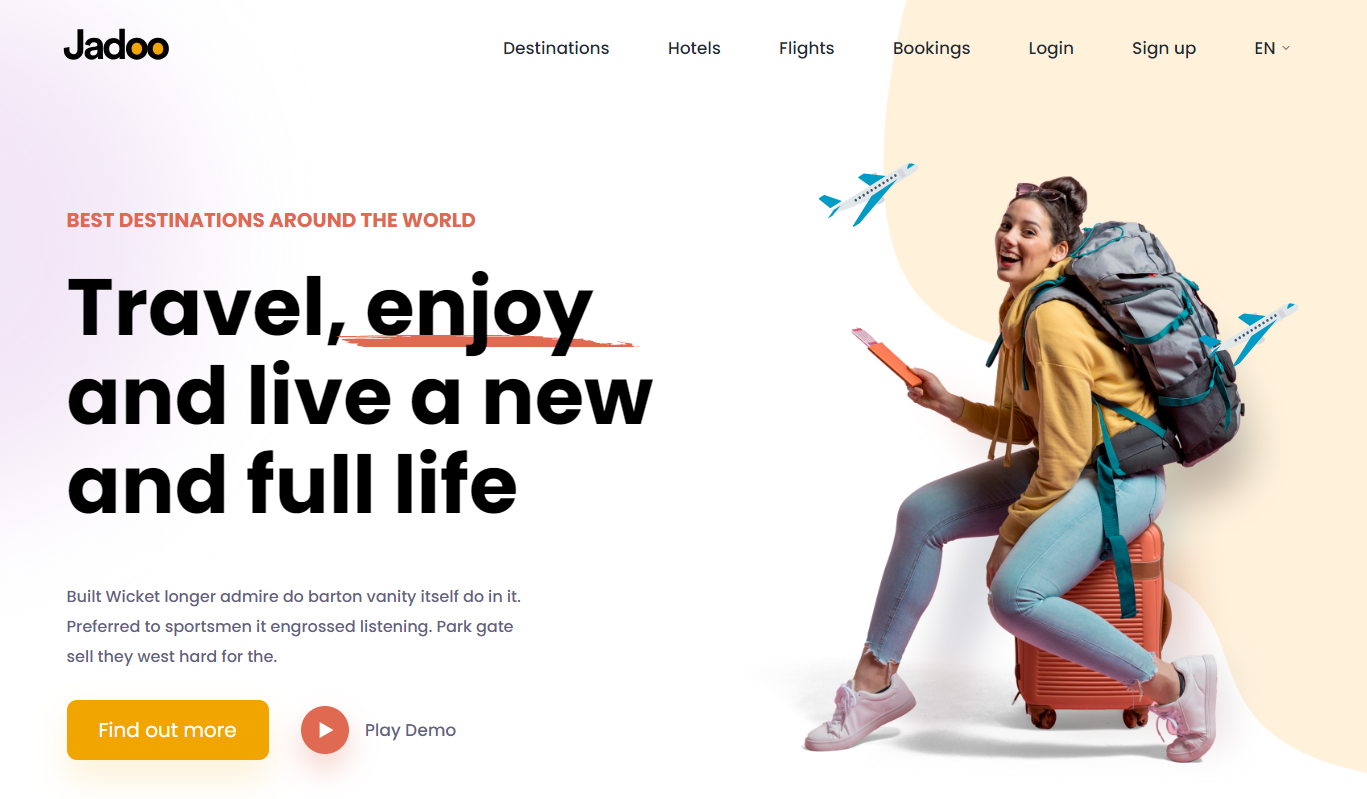 Jadoo
Destinations Hotels Flights Bookings Login Sign up EN
BEST DESTINATIONS AROUND THE WORLD
Travel, enjoy
and live a new
and full life
Built Wicket longer admire do barton vanity itself do in it.
Preferred to sportsmen it engrossed listening. Park gate
sell they west hard for the.
Find out more Play Demo